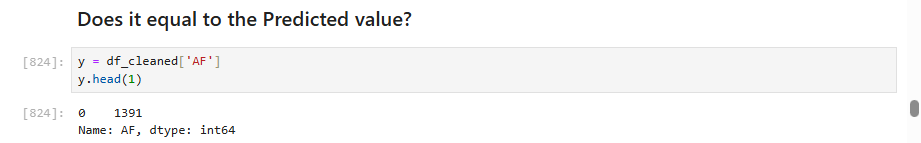 Does it equal to the Predicted value?
[824]: y = df_cleaned['AF']
y.head(1)
[824]: 0    1391
Name: AF, dtype: int64